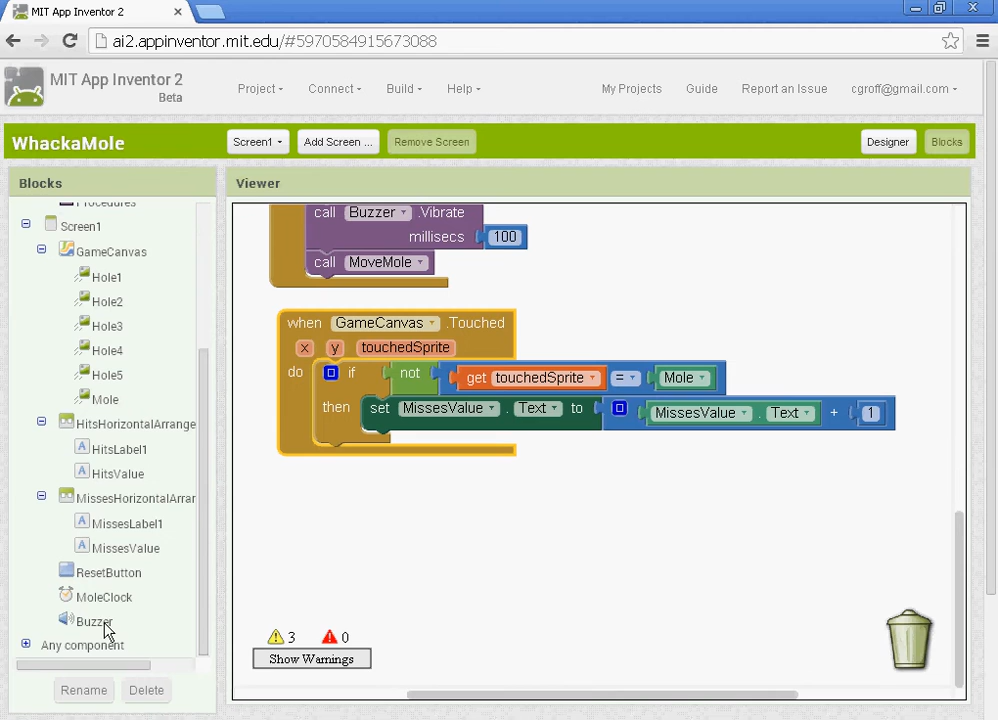 MIT App Inventor 2
ai2.appinventor.mit.edu/#5970584915673088
MIT App Inventor 2
Beta
Project
Connect
Build
Help
My Projects
Guide
Report an Issue
cgroff@gmail.com
WhackaMole
Screen1
Add Screen ...
Remove Screen
Designer
Blocks
Blocks
Viewer
Procedures
Screen1
GameCanvas
Hole1
Hole2
Hole3
Hole4
Hole5
Mole
HitsHorizontalArrange
HitsLabel1
HitsValue
MissesHorizontalArrar
MissesLabel1
MissesValue
ResetButton
MoleClock
Buzzer
Any component
Rename
Delete
call Buzzer .Vibrate
millisecs 100
call MoveMole
when GameCanvas .Touched
x y touchedSprite
do if not get touchedSprite = Mole
then set MissesValue . Text to MissesValue . Text + 1
3 0
Show Warnings